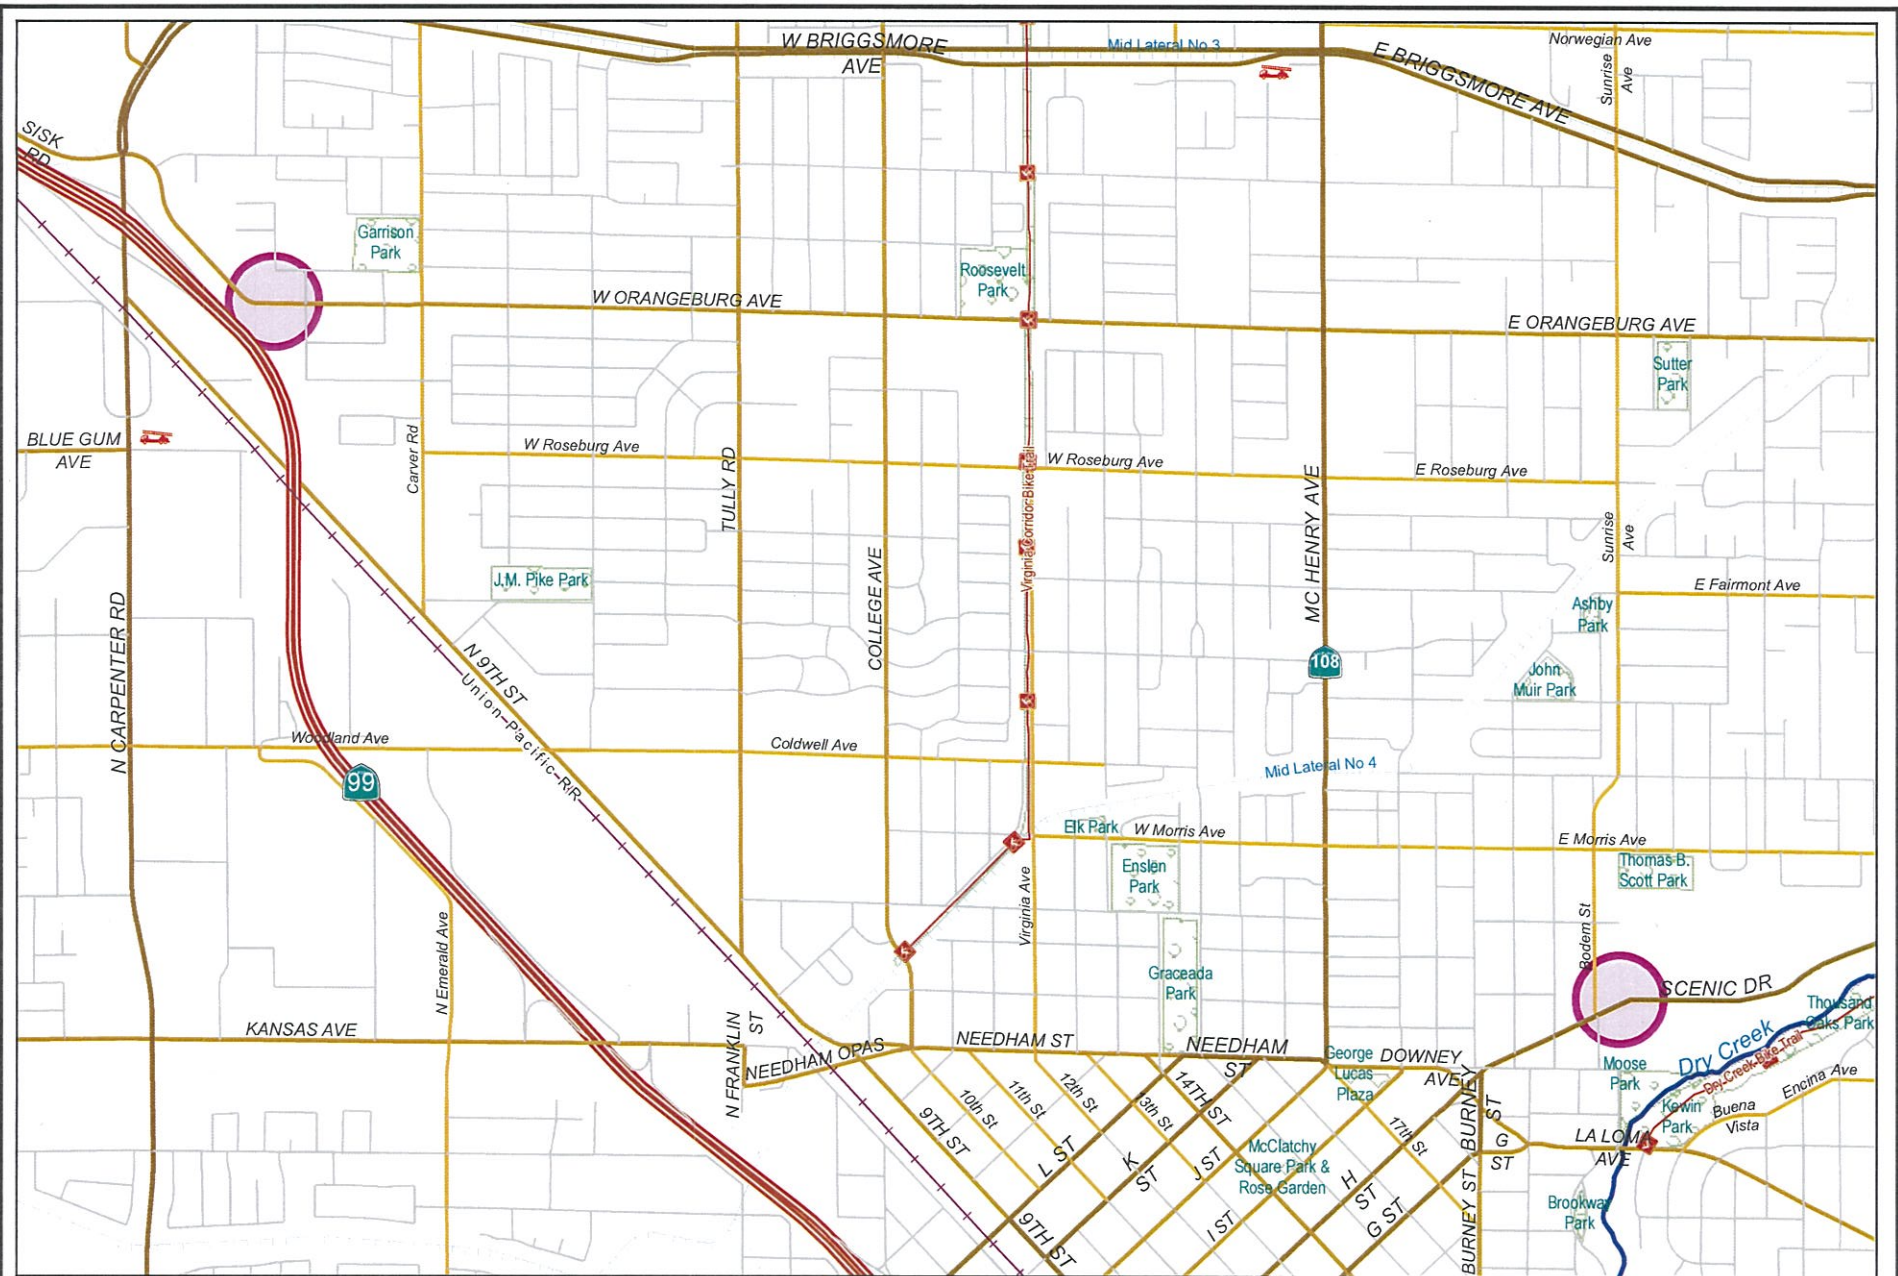 W BRIGGSMORE
AVE
Mid Lateral No 3
E BRIGGSMORE AVE
Norwegian Ave
Sunrise
Ave
SISK
RD
Garrison
Park
Roosevelt
Park
W ORANGEBURG AVE
E ORANGEBURG AVE
Sutter
Park
BLUE GUM
AVE
Carver Rd
W Roseburg Ave
TULLY RD
W Roseburg Ave
E Roseburg Ave
Virginia Corridor Bike Trail
MC HENRY AVE
Sunrise
Ave
J.M. Pike Park
COLLEGE AVE
E Fairmont Ave
Ashby
Park
N CARPENTER RD
N 9TH ST
Union Pacific RR
108
John
Muir Park
Woodland Ave
Coldwell Ave
99
Mid Lateral No 4
Elk Park
W Morris Ave
E Morris Ave
Enslen
Park
Thomas B.
Scott Park
Virginia Ave
N Emerald Ave
Bodem St
Graceada
Park
SCENIC DR
Thousand
Oaks Park
KANSAS AVE
N FRANKLIN
ST
NEEDHAM OPAS
NEEDHAM ST
NEEDHAM
ST
George
Lucas
Plaza
DOWNEY
AVE
Moose
Park
Dry Creek
Dry Creek Bike Trail
Encina Ave
9TH ST
10th St
11th St
12th St
3th St
14TH ST
17th St
BURNEY
ST
Kewin
Park
Buena
Vista
L ST
K
ST
J ST
McClatchy
Square Park &
Rose Garden
H
ST
G
ST
LA LOMA
AVE
9TH ST
I ST
G ST
BURNEY ST
Brookway
Park